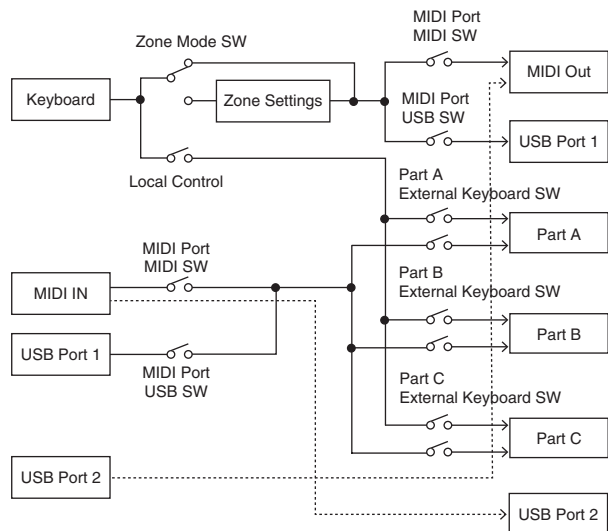 Zone Mode SW
MIDI Port
MIDI SW
MIDI Out
Keyboard
Zone Settings
MIDI Port
USB SW
USB Port 1
Local Control
Part A
External Keyboard SW
Part A
MIDI Port
MIDI SW
MIDI IN
Part B
External Keyboard SW
Part B
USB Port 1
MIDI Port
USB SW
Part C
External Keyboard SW
Part C
USB Port 2
USB Port 2